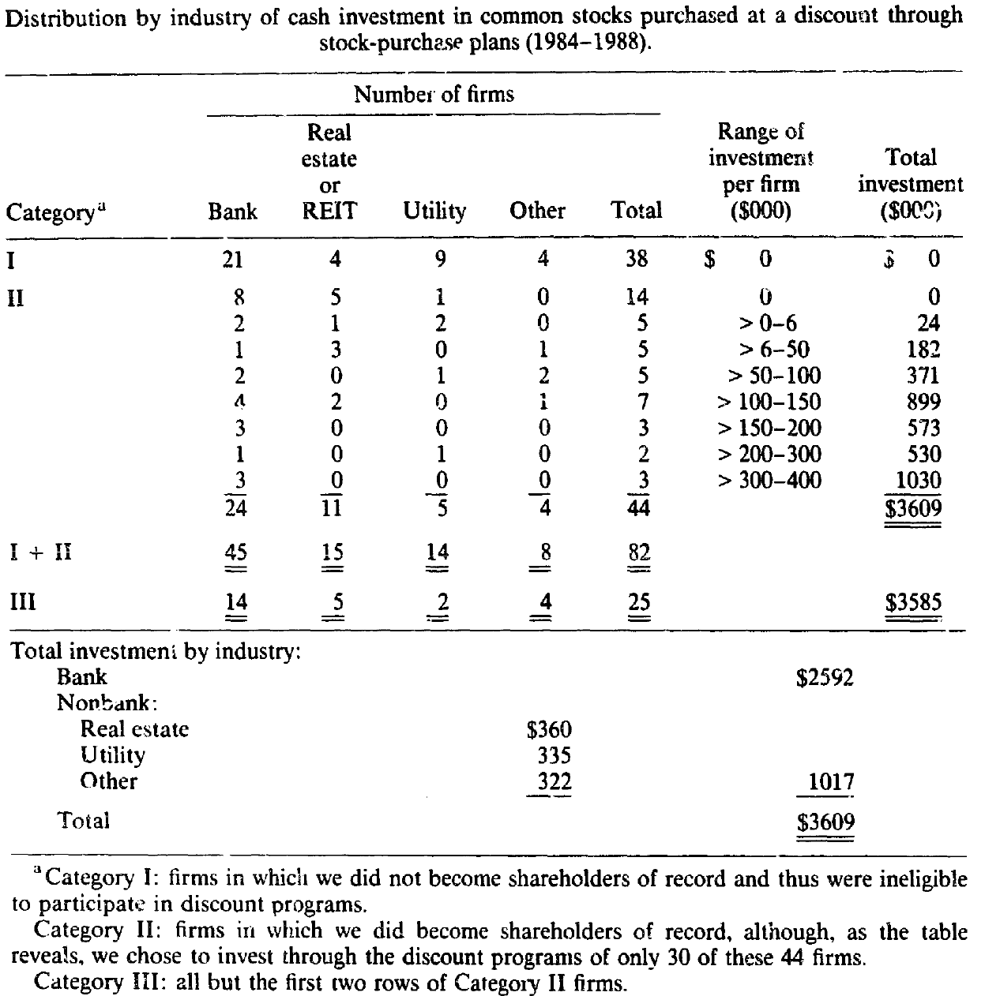 Distribution by industry of cash investment in common stocks purchased at a discount through
stock-purchase plans (1984–1988).
Number of firms
Categoryᵃ Bank Real estate or REIT Utility Other Total Range of investment per firm ($000) Total investment ($000)
I 21 4 9 4 38 $ 0 $ 0
II 8 5 1 0 14 0 0
2 1 2 0 5 > 0–6 24
1 3 0 1 5 > 6–50 182
2 0 1 2 5 > 50–100 371
4 2 0 1 7 > 100–150 899
3 0 0 0 3 > 150–200 573
1 0 1 0 2 > 200–300 530
3 0 0 0 3 > 300–400 1030
24 11 5 4 44 $3609
I + II 45 15 14 8 82
III 14 5 2 4 25 $3585
Total investment by industry:
Bank $2592
Nonbank:
Real estate $360
Utility 335
Other 322 1017
Total $3609
ᵃCategory I: firms in which we did not become shareholders of record and thus were ineligible
to participate in discount programs.
Category II: firms in which we did become shareholders of record, although, as the table
reveals, we chose to invest through the discount programs of only 30 of these 44 firms.
Category III: all but the first two rows of Category II firms.